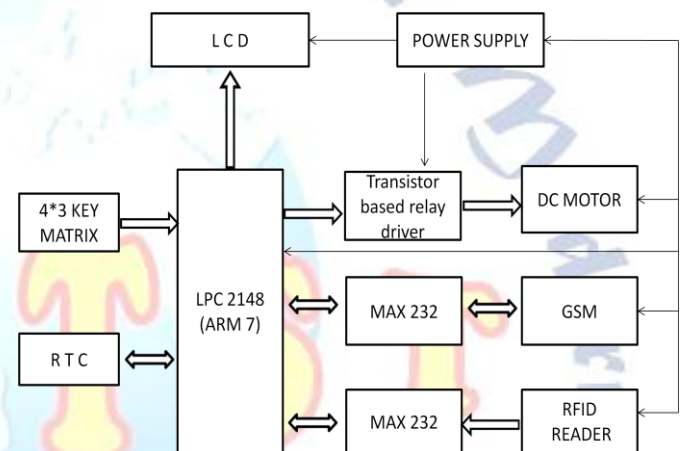 L C D
POWER SUPPLY
4*3 KEY
MATRIX
Transistor
based relay
driver
DC MOTOR
LPC 2148
(ARM 7)
MAX 232
GSM
R T C
MAX 232
RFID
READER